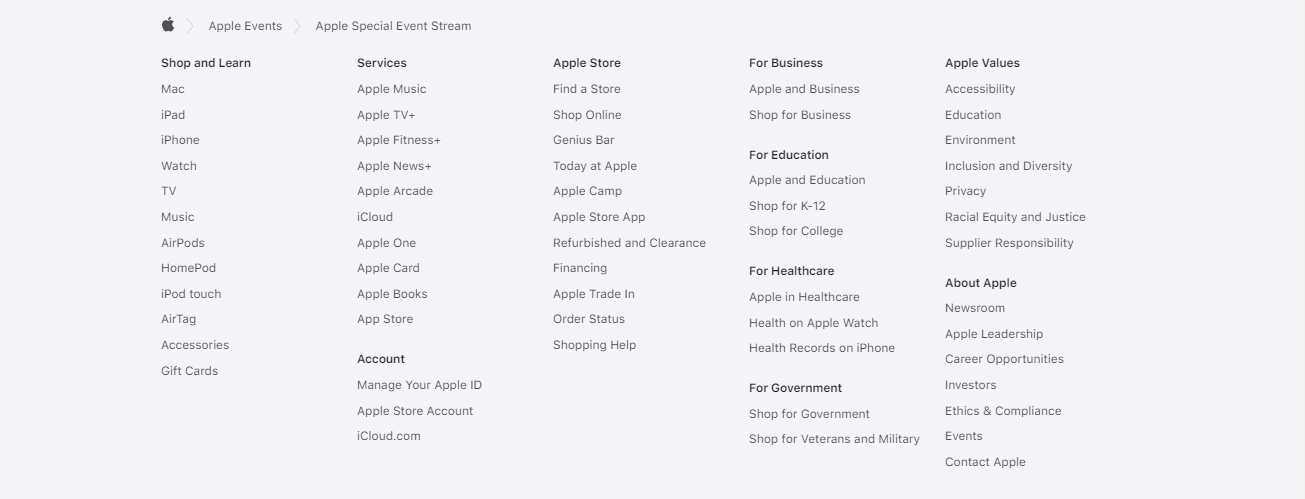 Apple Events
Apple Special Event Stream
Shop and Learn
Mac
iPad
iPhone
Watch
TV
Music
AirPods
HomePod
iPod touch
AirTag
Accessories
Gift Cards
Services
Apple Music
Apple TV+
Apple Fitness+
Apple News+
Apple Arcade
iCloud
Apple One
Apple Card
Apple Books
App Store
Account
Manage Your Apple ID
Apple Store Account
iCloud.com
Apple Store
Find a Store
Shop Online
Genius Bar
Today at Apple
Apple Camp
Apple Store App
Refurbished and Clearance
Financing
Apple Trade In
Order Status
Shopping Help
For Business
Apple and Business
Shop for Business
For Education
Apple and Education
Shop for K-12
Shop for College
For Healthcare
Apple in Healthcare
Health on Apple Watch
Health Records on iPhone
For Government
Shop for Government
Shop for Veterans and Military
Apple Values
Accessibility
Education
Environment
Inclusion and Diversity
Privacy
Racial Equity and Justice
Supplier Responsibility
About Apple
Newsroom
Apple Leadership
Career Opportunities
Investors
Ethics & Compliance
Events
Contact Apple